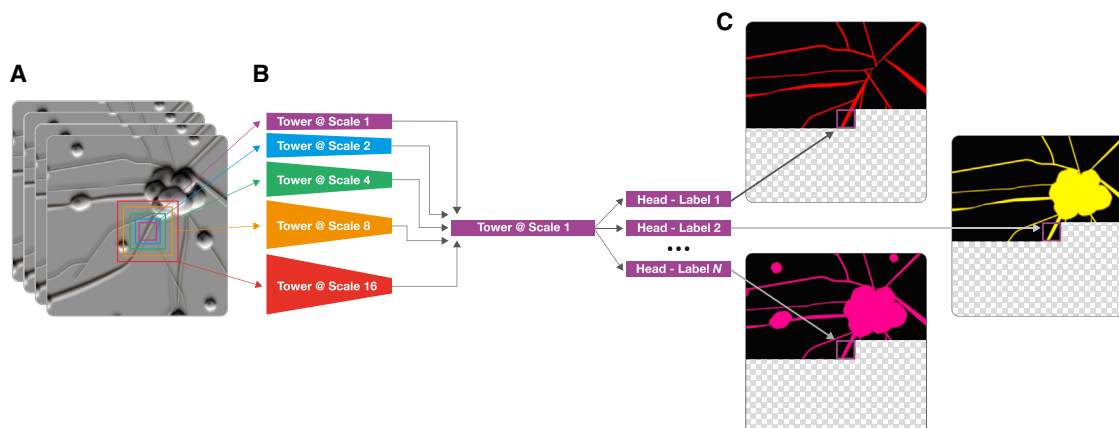 A
B
C
Tower @ Scale 1
Tower @ Scale 2
Tower @ Scale 4
Tower @ Scale 8
Tower @ Scale 16
Tower @ Scale 1
Head - Label 1
Head - Label 2
•••
Head - Label N